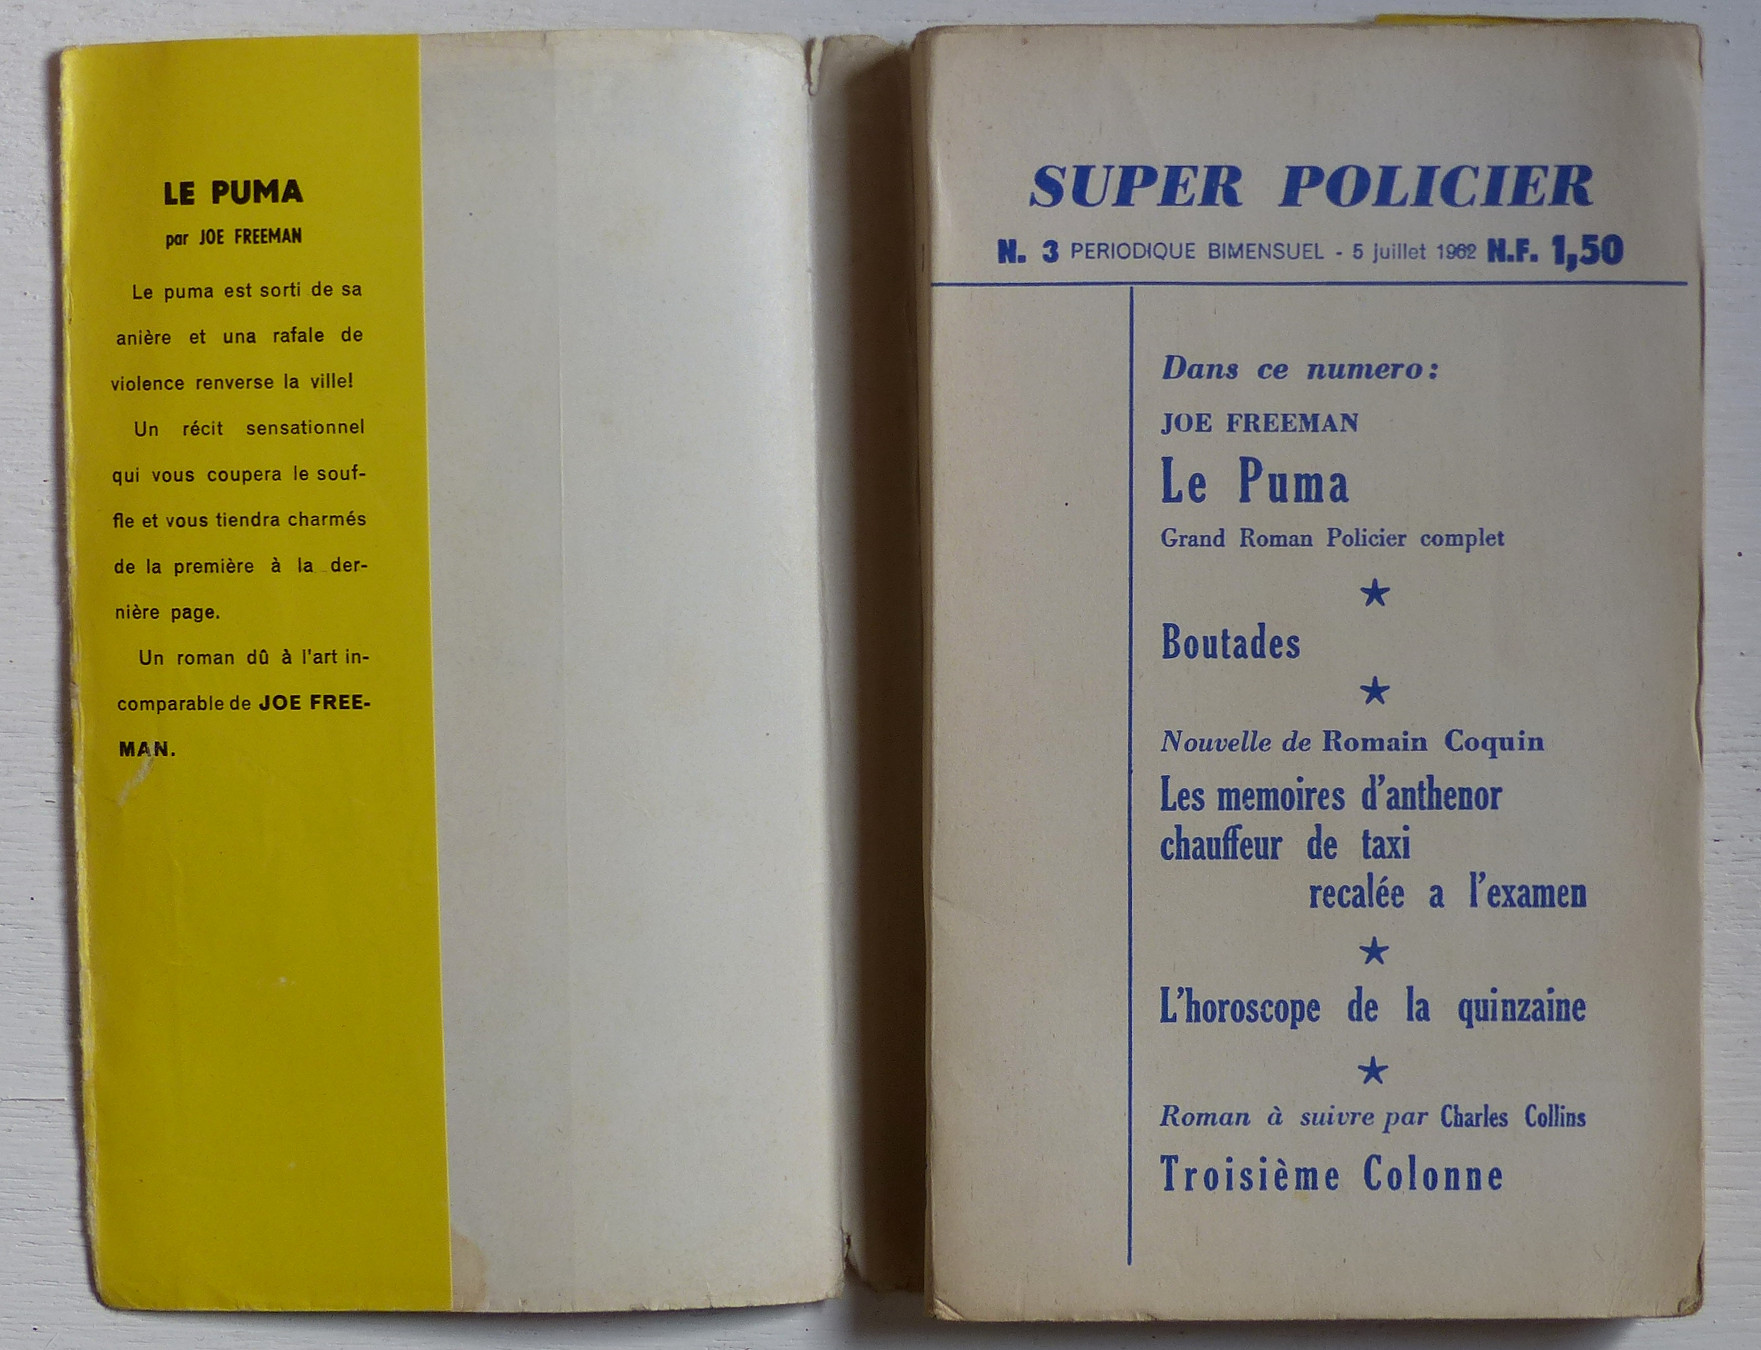 LE PUMA
par JOE FREEMAN
Le puma est sorti de sa
anière et una rafale de
violence renverse la ville!
Un récit sensationnel
qui vous coupera le souf-
fle et vous tiendra charmés
de la première à la der-
nière page.
Un roman dû à l'art in-
comparable de JOE FREE-
MAN.
SUPER POLICIER
N. 3 PERIODIQUE BIMENSUEL - 5 juillet 1962 N.F. 1,50
Dans ce numero:
JOE FREEMAN
Le Puma
Grand Roman Policier complet
★
Boutades
★
Nouvelle de Romain Coquin
Les memoires d'anthenor
chauffeur de taxi
recalée a l'examen
★
L'horoscope de la quinzaine
★
Roman à suivre par Charles Collins
Troisième Colonne